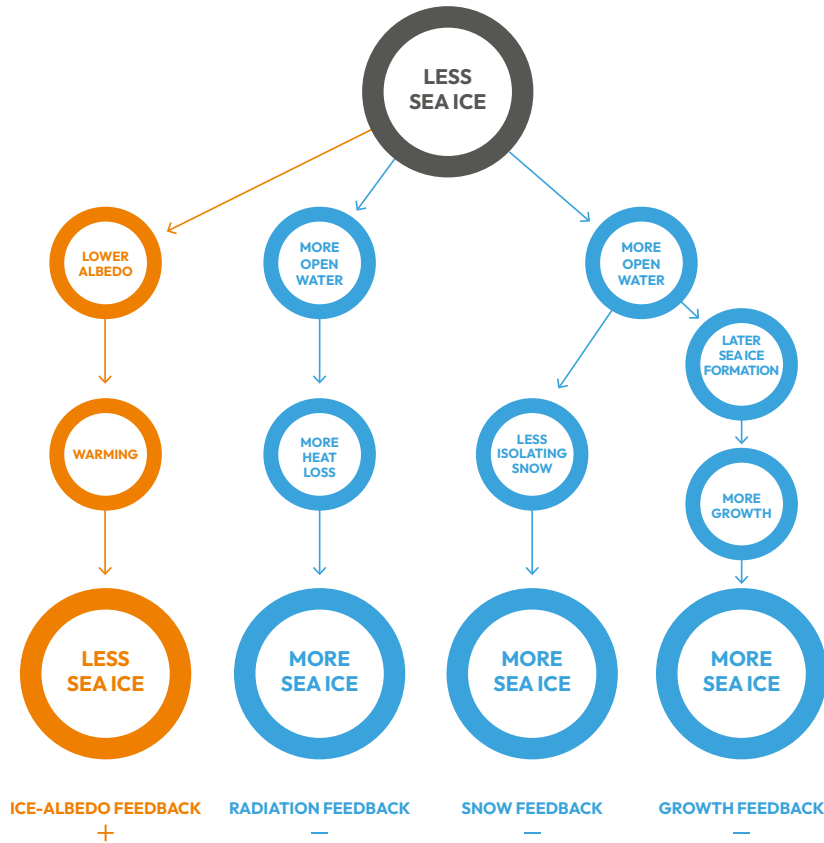 LESS
SEA ICE
LOWER
ALBEDO
MORE
OPEN
WATER
MORE
OPEN
WATER
LATER
SEA ICE
FORMATION
WARMING
MORE
HEAT
LOSS
LESS
ISOLATING
SNOW
MORE
GROWTH
LESS
SEA ICE
MORE
SEA ICE
MORE
SEA ICE
MORE
SEA ICE
ICE-ALBEDO FEEDBACK
+
RADIATION FEEDBACK
—
SNOW FEEDBACK
—
GROWTH FEEDBACK
—